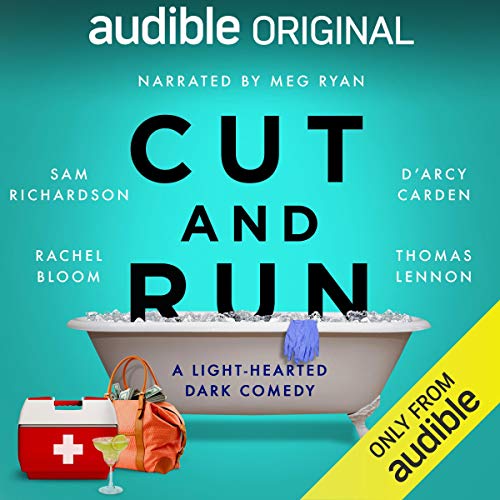 audible ORIGINAL
NARRATED BY MEG RYAN
CUT
AND
RUN
SAM
RICHARDSON
D'ARCY
CARDEN
RACHEL
BLOOM
THOMAS
LENNON
A LIGHT-HEARTED
DARK COMEDY
ONLY FROM
audible